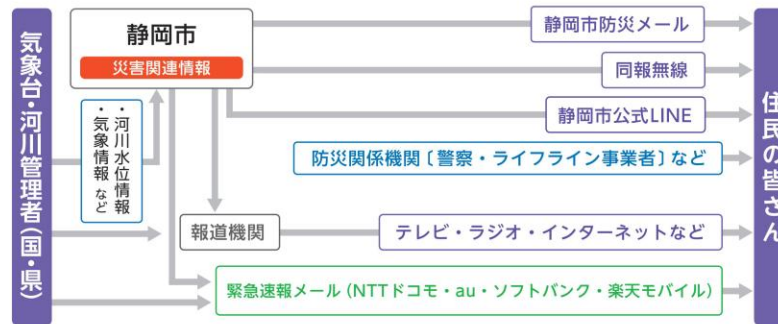 気象台・河川管理者(国・県)
静岡市
災害関連情報
・河川水位情報
・気象情報 など
静岡市防災メール
同報無線
静岡市公式LINE
防災関係機関〔警察・ライフライン事業者〕など
報道機関
テレビ・ラジオ・インターネットなど
緊急速報メール(NTTドコモ・au・ソフトバンク・楽天モバイル)
住民の皆さん